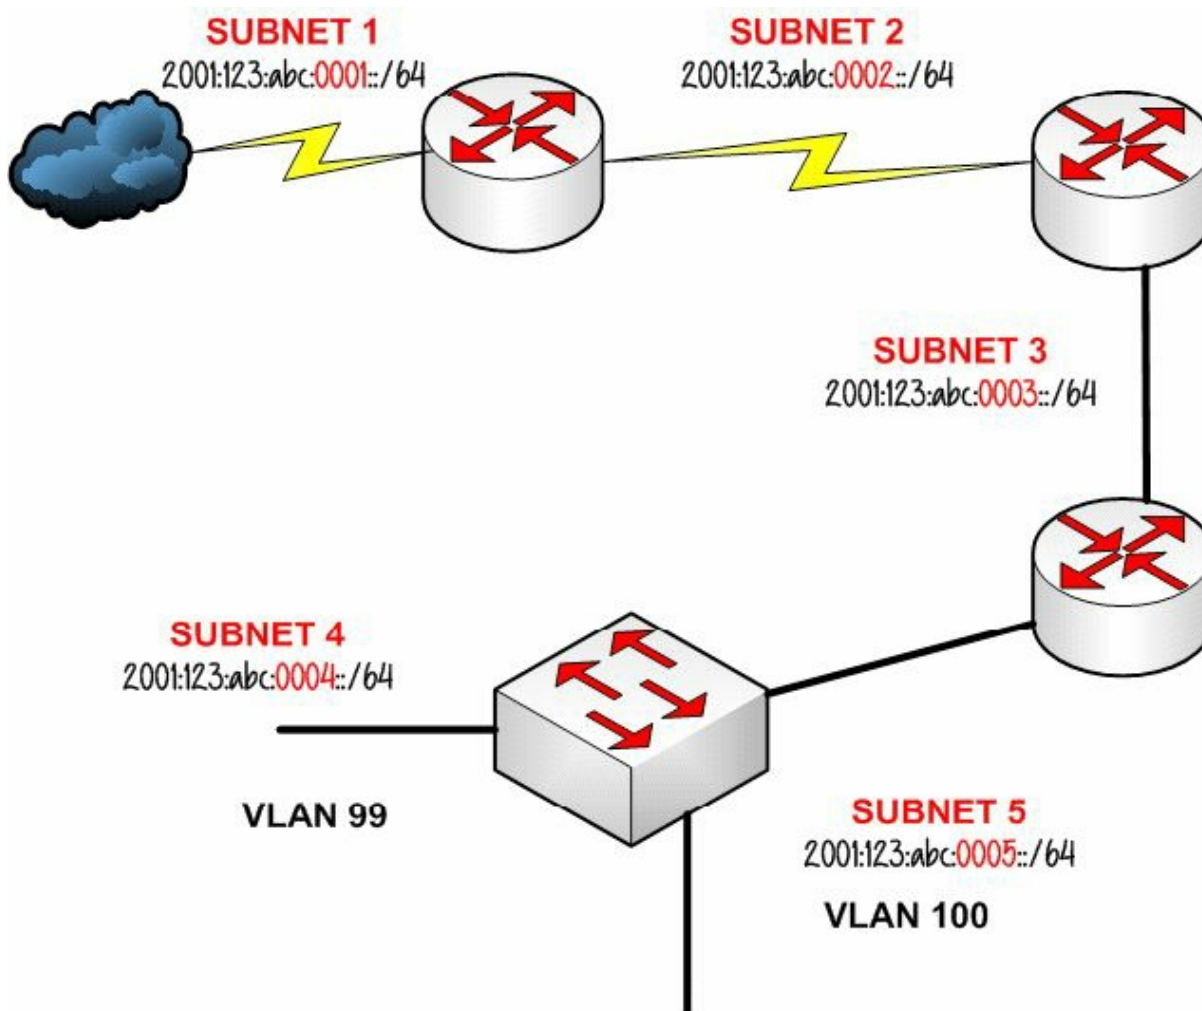 SUBNET 1
2001:123:abc:0001::/64
SUBNET 2
2001:123:abc:0002::/64
SUBNET 3
2001:123:abc:0003::/64
SUBNET 4
2001:123:abc:0004::/64
VLAN 99
SUBNET 5
2001:123:abc:0005::/64
VLAN 100